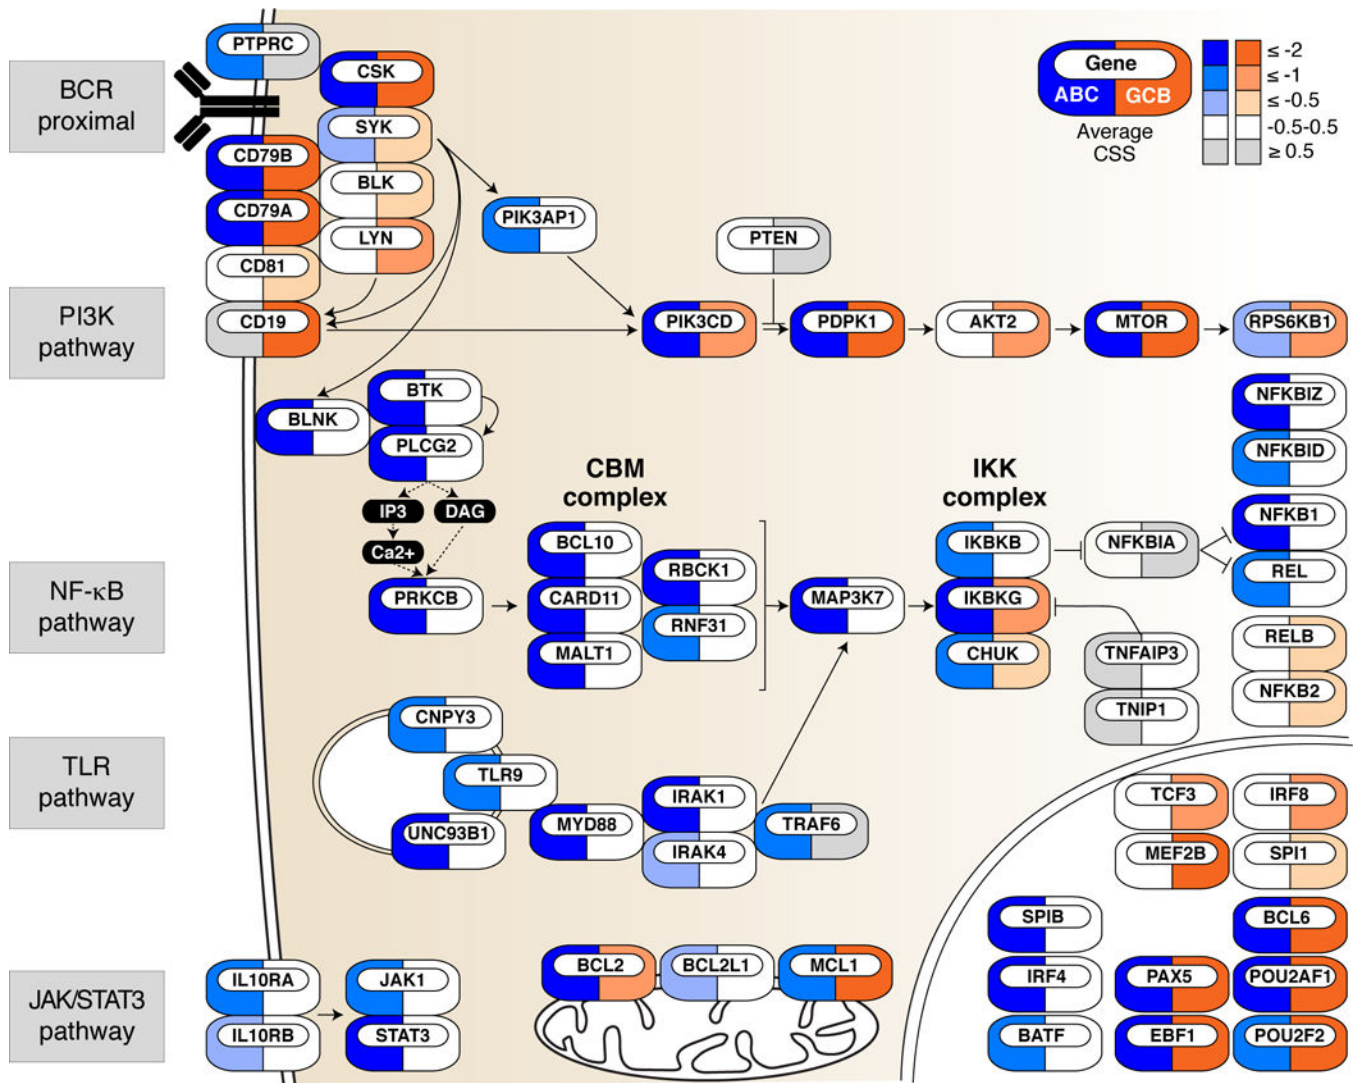 BCR
proximal
PI3K
pathway
NF-κB
pathway
TLR
pathway
JAK/STAT3
pathway
PTPRC
CSK
SYK
CD79B
BLK
CD79A
LYN
CD81
CD19
PIK3AP1
PTEN
PIK3CD
PDPK1
AKT2
MTOR
RPS6KB1
Gene
ABC
GCB
Average
CSS
≤ -2
≤ -1
≤ -0.5
-0.5-0.5
≥ 0.5
BTK
BLNK
PLCG2
IP3
DAG
Ca2+
PRKCB
CBM
complex
BCL10
RBCK1
CARD11
RNF31
MALT1
MAP3K7
IKK
complex
IKBKB
IKBKG
CHUK
NFKBIA
TNFAIP3
TNIP1
NFKBIZ
NFKBID
NFKB1
REL
RELB
NFKB2
CNPY3
TLR9
UNC93B1
MYD88
IRAK1
IRAK4
TRAF6
TCF3
IRF8
MEF2B
SPI1
SPIB
BCL6
IRF4
PAX5
POU2AF1
BATF
EBF1
POU2F2
IL10RA
JAK1
IL10RB
STAT3
BCL2
BCL2L1
MCL1